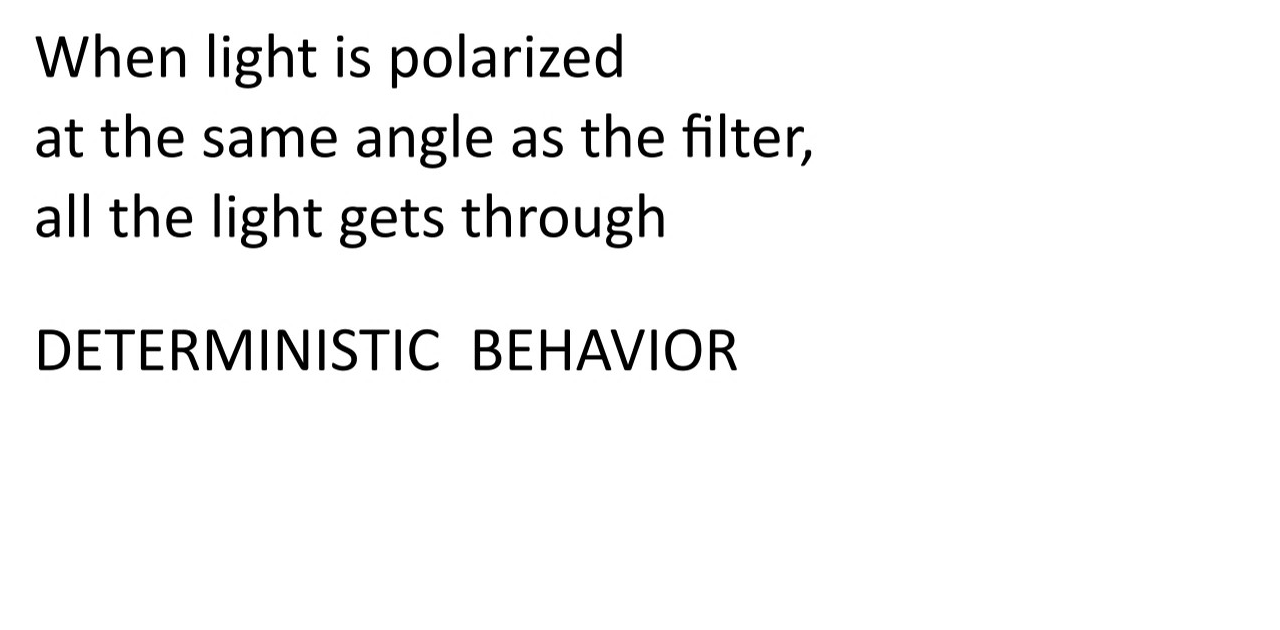 When light is polarized
at the same angle as the filter,
all the light gets through
DETERMINISTIC BEHAVIOR